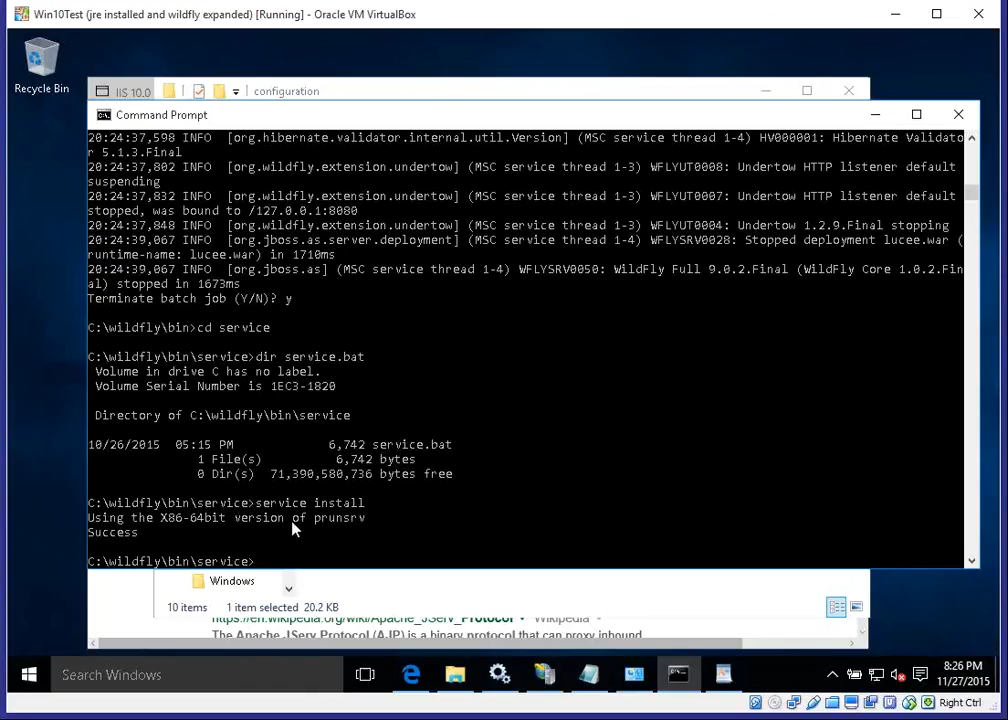 Win10Test (jre installed and wildfly expanded) [Running] - Oracle VM VirtualBox
Recycle Bin
IIS 10.0
configuration
Command Prompt
20:24:37,598 INFO  [org.hibernate.validator.internal.util.Version] (MSC service thread 1-4) HV000001: Hibernate Validato
r 5.1.3.Final
20:24:37,802 INFO  [org.wildfly.extension.undertow] (MSC service thread 1-3) WFLYUT0008: Undertow HTTP listener default
suspending
20:24:37,832 INFO  [org.wildfly.extension.undertow] (MSC service thread 1-3) WFLYUT0007: Undertow HTTP listener default
stopped, was bound to /127.0.0.1:8080
20:24:37,848 INFO  [org.wildfly.extension.undertow] (MSC service thread 1-3) WFLYUT0004: Undertow 1.2.9.Final stopping
20:24:39,067 INFO  [org.jboss.as.server.deployment] (MSC service thread 1-4) WFLYSRV0028: Stopped deployment lucee.war (
runtime-name: lucee.war) in 1710ms
20:24:39,067 INFO  [org.jboss.as] (MSC service thread 1-4) WFLYSRV0050: WildFly Full 9.0.2.Final (WildFly Core 1.0.2.Fin
al) stopped in 1673ms
Terminate batch job (Y/N)? y
C:\wildfly\bin>cd service
C:\wildfly\bin\service>dir service.bat
Volume in drive C has no label.
Volume Serial Number is 1EC3-1820
Directory of C:\wildfly\bin\service
10/26/2015  05:15 PM             6,742 service.bat
1 File(s)          6,742 bytes
0 Dir(s)  71,390,580,736 bytes free
C:\wildfly\bin\service>service install
Using the X86-64bit version of prunsrv
Success
C:\wildfly\bin\service>
Windows
10 items   1 item selected  20.2 KB
https://en.wikipedia.org/wiki/Apache_JServ_Protocol ▾ Wikipedia ▾
The Apache JServ Protocol (AJP) is a binary protocol that can proxy inbound
Search Windows
8:26 PM
11/27/2015
Right Ctrl